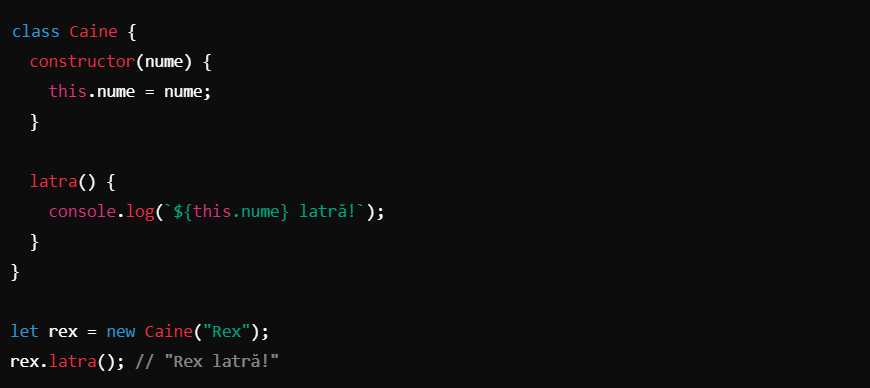 class Caine {
  constructor(nume) {
    this.nume = nume;
  }

  latra() {
    console.log(`${this.nume} latră!`);
  }
}

let rex = new Caine("Rex");
rex.latra(); // "Rex latră!"